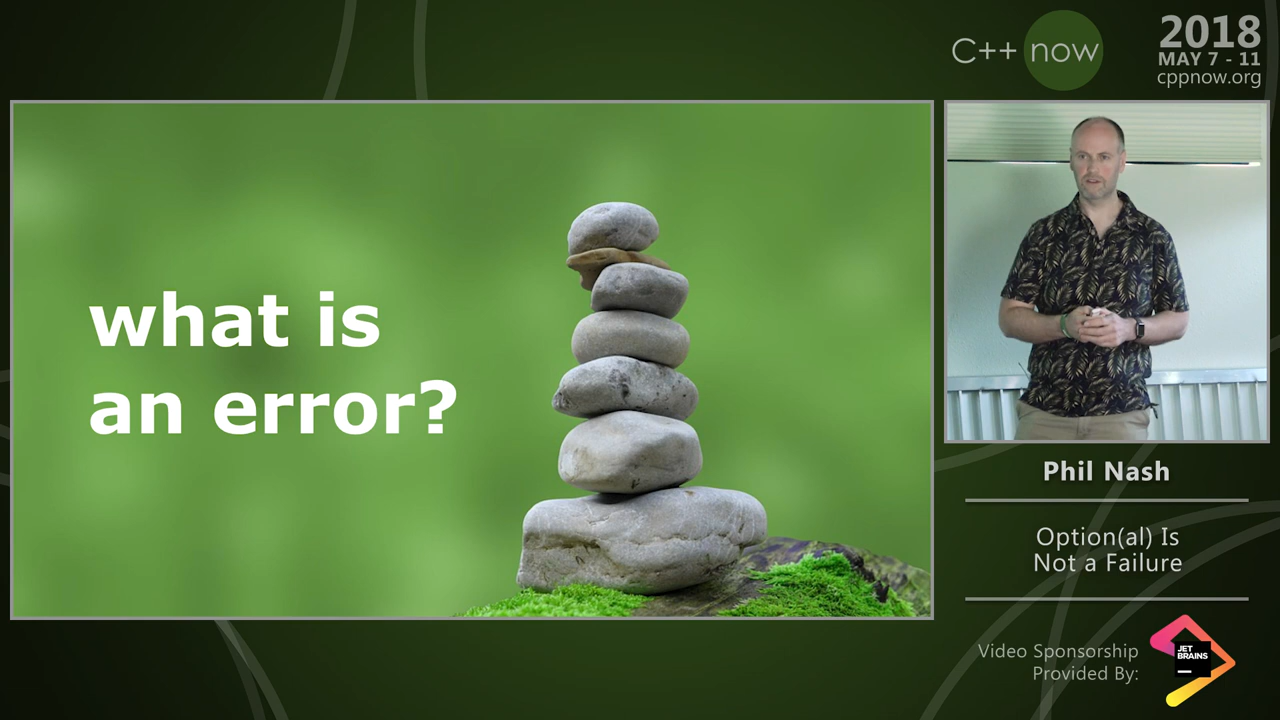 C++ now
2018
MAY 7 - 11
cppnow.org
what is
an error?
Phil Nash
Option(al) Is
Not a Failure
Video Sponsorship
Provided By:
JET
BRAINS